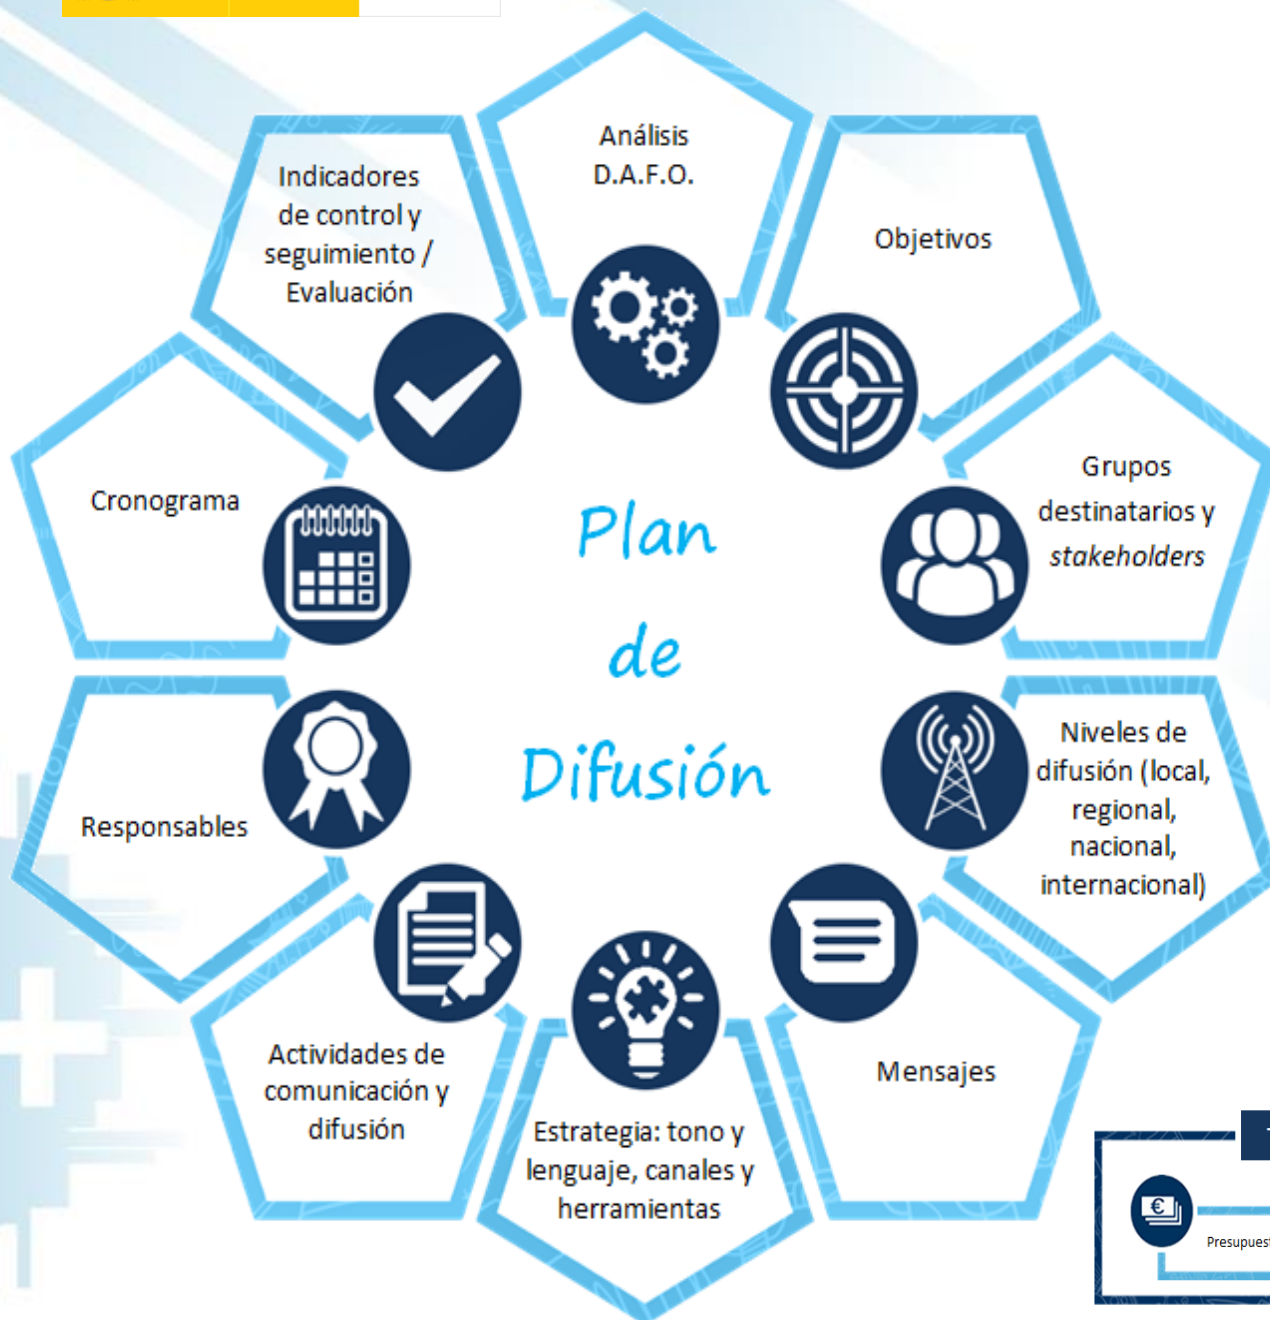 Análisis
D.A.F.O.
Objetivos
Grupos
destinatarios y
stakeholders
Niveles de
difusión (local,
regional,
nacional,
internacional)
Mensajes
Estrategia: tono y
lenguaje, canales y
herramientas
Actividades de
comunicación y
difusión
Responsables
Cronograma
Indicadores
de control y
seguimiento /
Evaluación
Plan
de
Difusión
€